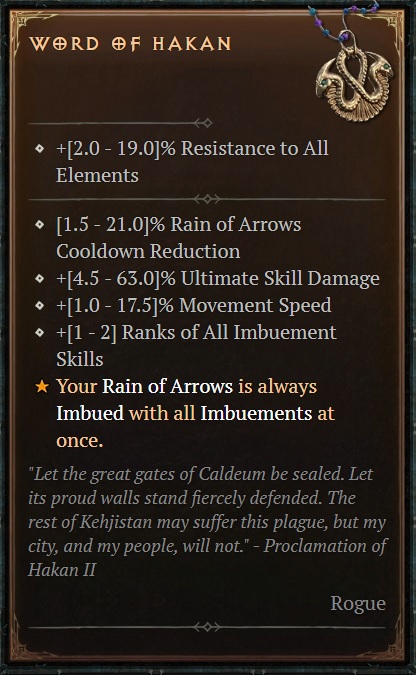 WORD OF HAKAN
+[2.0 - 19.0]% Resistance to All
Elements
[1.5 - 21.0]% Rain of Arrows
Cooldown Reduction
+[4.5 - 63.0]% Ultimate Skill Damage
+[1.0 - 17.5]% Movement Speed
+[1 - 2] Ranks of All Imbuement
Skills
Your Rain of Arrows is always
Imbued with all Imbuements at
once.
"Let the great gates of Caldeum be sealed. Let
its proud walls stand fiercely defended. The
rest of Kehjistan may suffer this plague, but my
city, and my people, will not." - Proclamation of
Hakan II
Rogue